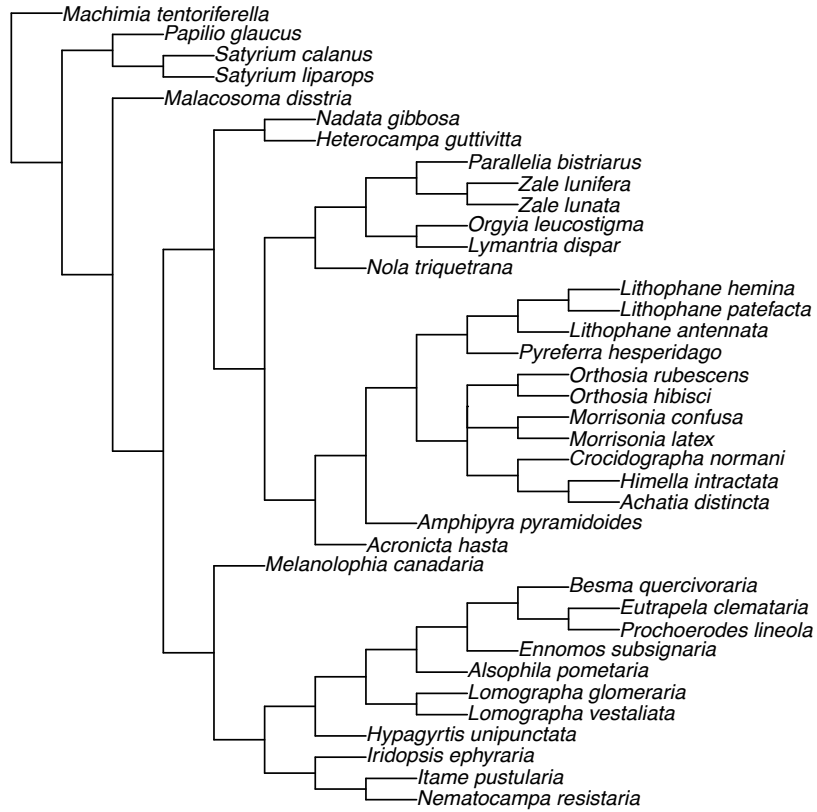 Machimia tentoriferella
Papilio glaucus
Satyrium calanus
Satyrium liparops
Malacosoma disstria
Nadata gibbosa
Heterocampa guttivitta
Parallelia bistriarus
Zale lunifera
Zale lunata
Orgyia leucostigma
Lymantria dispar
Nola triquetrana
Lithophane hemina
Lithophane patefacta
Lithophane antennata
Pyreferra hesperidago
Orthosia rubescens
Orthosia hibisci
Morrisonia confusa
Morrisonia latex
Crocidographa normani
Himella intractata
Achatia distincta
Amphipyra pyramidoides
Acronicta hasta
Melanolophia canadaria
Besma quercivoraria
Eutrapela clemataria
Prochoerodes lineola
Ennomos subsignaria
Alsophila pometaria
Lomographa glomeraria
Lomographa vestaliata
Hypagyrtis unipunctata
Iridopsis ephyraria
Itame pustularia
Nematocampa resistaria